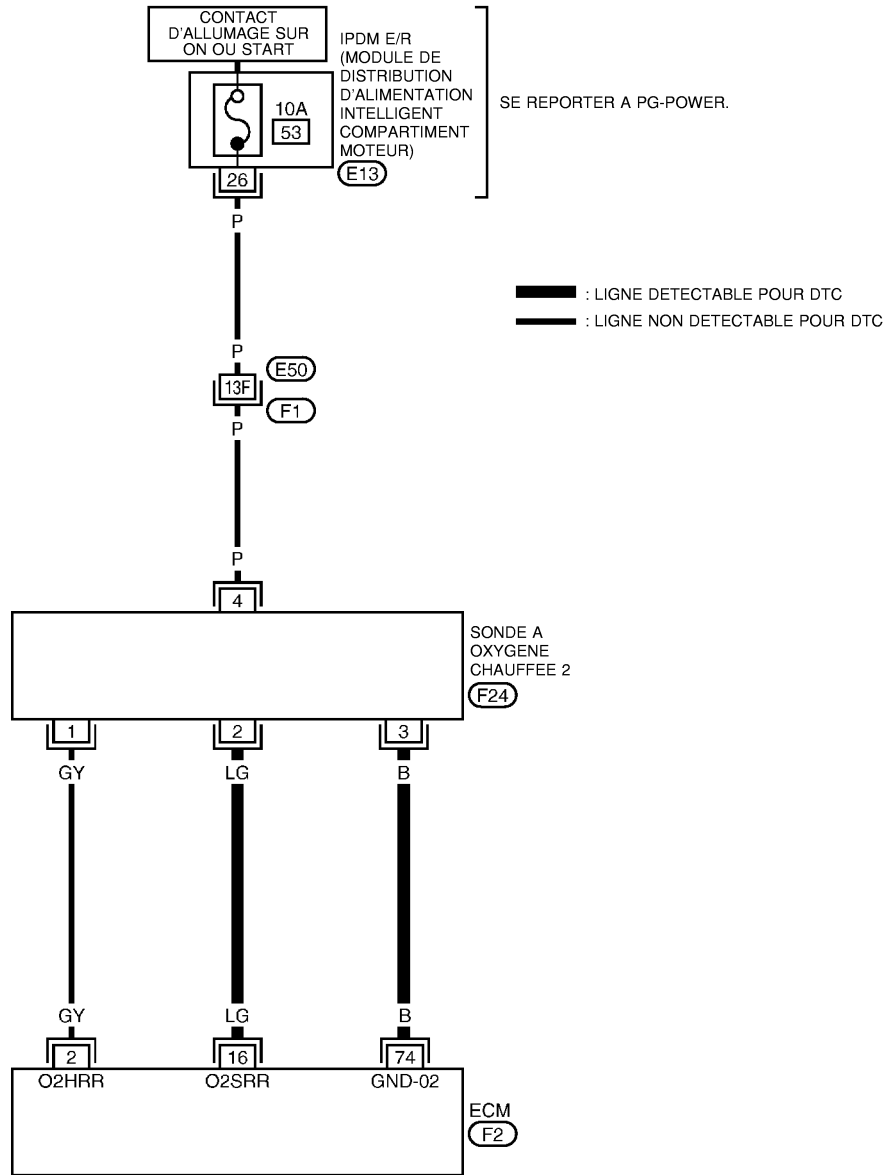 CONTACT
D'ALLUMAGE SUR
ON OU START
IPDM E/R
(MODULE DE
DISTRIBUTION
D'ALIMENTATION
INTELLIGENT
COMPARTIMENT
MOTEUR)
E13
SE REPORTER A PG-POWER.
10A
53
26
P
: LIGNE DETECTABLE POUR DTC
: LIGNE NON DETECTABLE POUR DTC
P
E50
13F
F1
P
P
4
SONDE A
OXYGENE
CHAUFFEE 2
F24
1 2 3
GY LG B
GY LG B
2 16 74
O2HRR O2SRR GND-02
ECM
F2